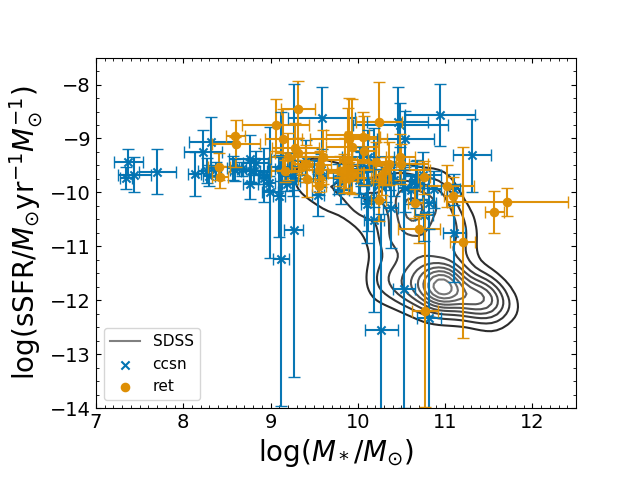 −8
−9
−10
−11
−12
−13
−14
log(sSFR/M⊙yr⁻¹M⊙⁻¹)
SDSS
ccsn
ret
7 8 9 10 11 12
log(M*/M⊙)